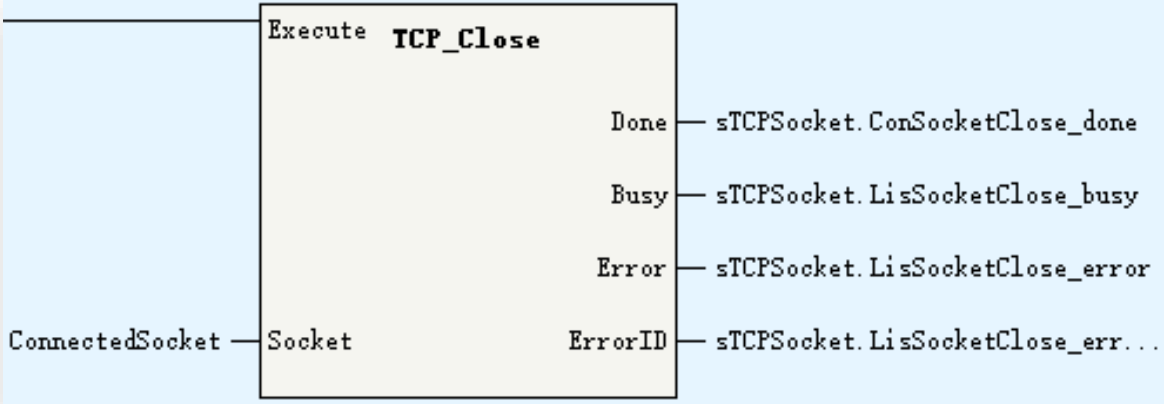 Execute TCP_Close
Done sTCPSocket.ConSocketClose_done
Busy sTCPSocket.LisSocketClose_busy
Error sTCPSocket.LisSocketClose_error
ConnectedSocket Socket ErrorID sTCPSocket.LisSocketClose_err...